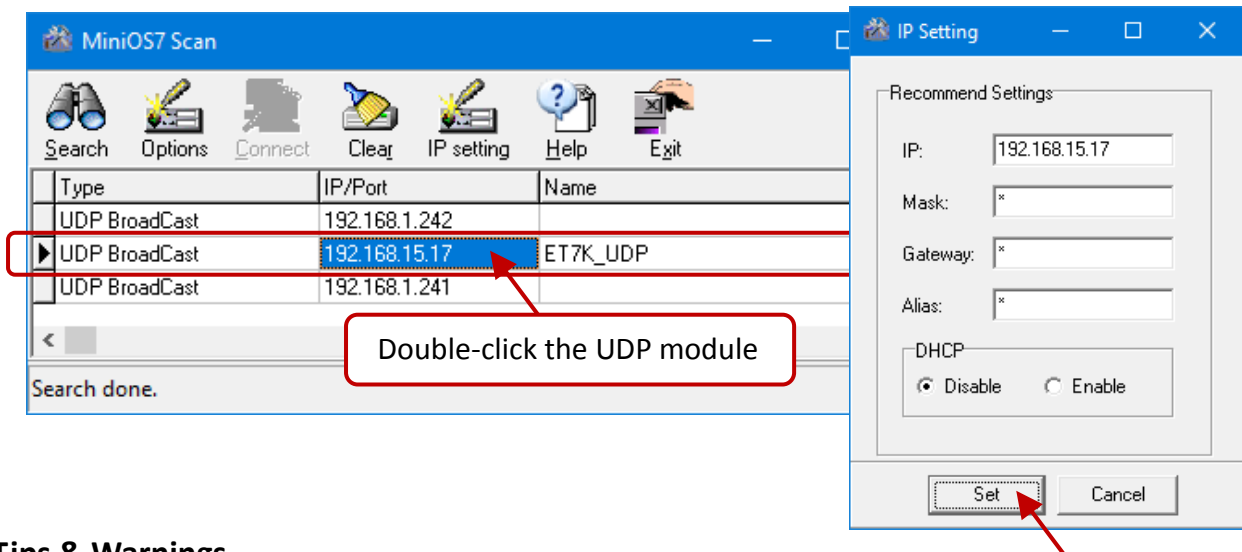 MiniOS7 Scan
Search Options Connect Clear IP setting Help Exit
Type IP/Port Name
UDP BroadCast 192.168.1.242
UDP BroadCast 192.168.15.17 ET7K_UDP
UDP BroadCast 192.168.1.241
Double-click the UDP module
Search done.
IP Setting
Recommend Settings
IP: 192.168.15.17
Mask: *
Gateway: *
Alias: *
DHCP
Disable Enable
Set Cancel
Tips & Warnings